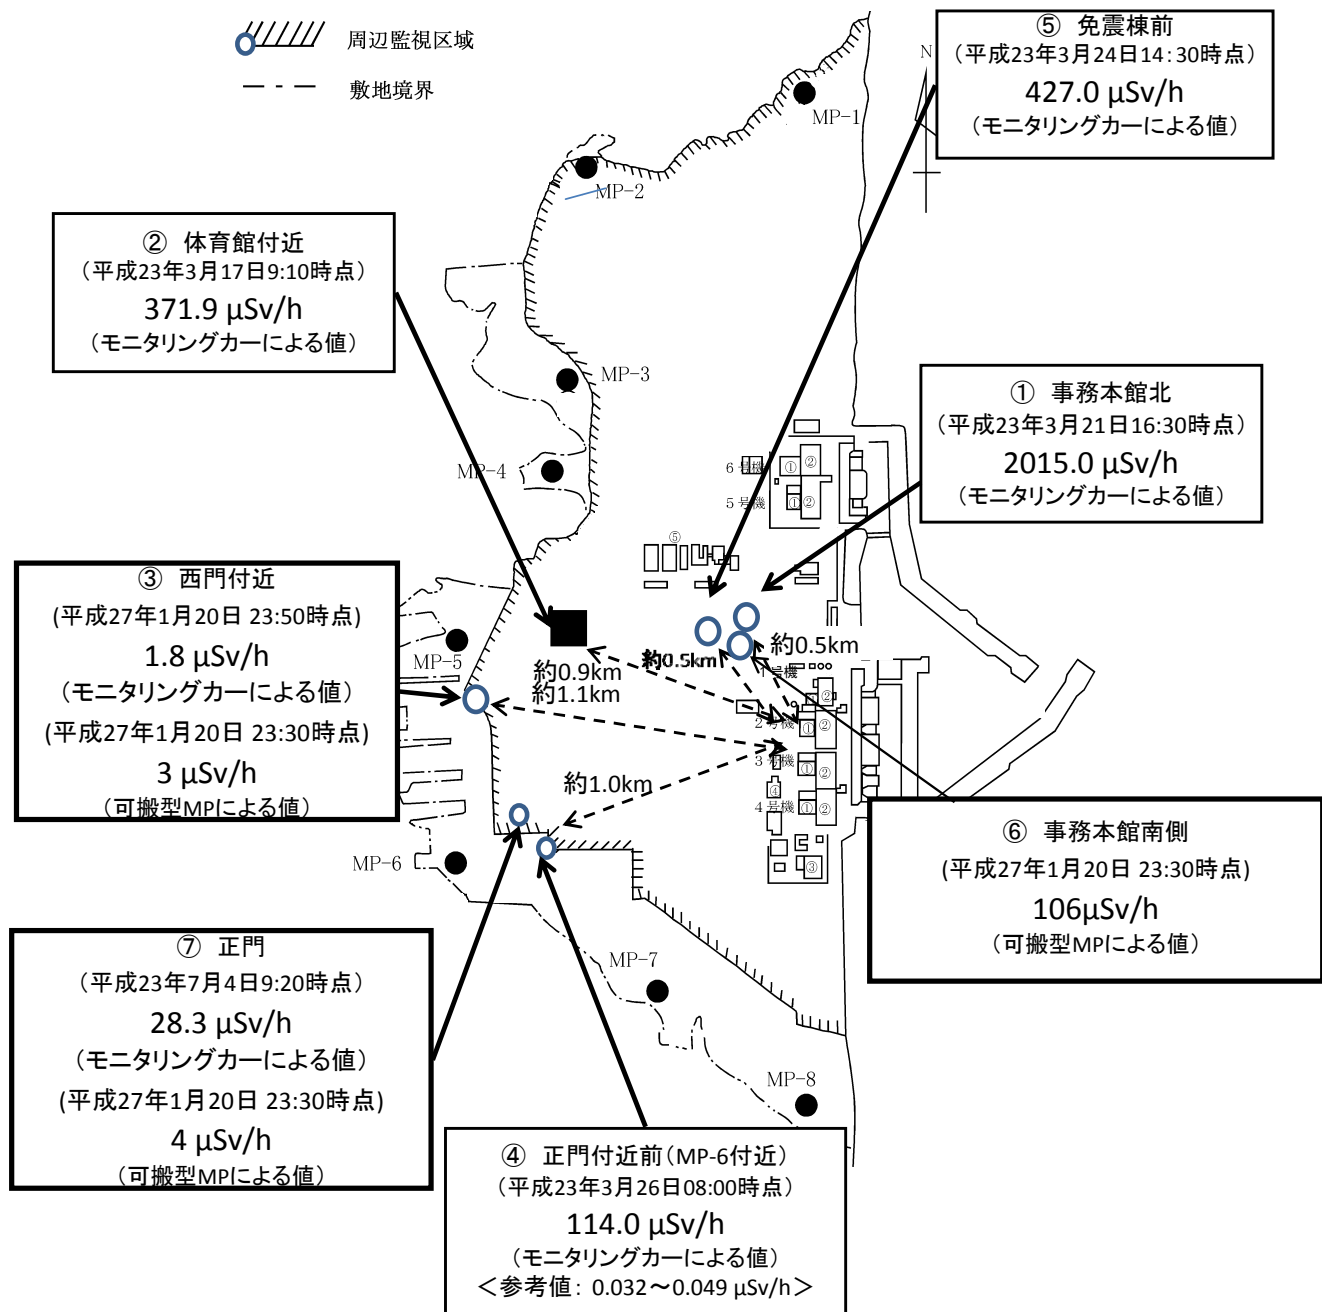 周辺監視区域
敷地境界
⑤ 免震棟前
（平成23年3月24日14：30時点）
427.0 μSv/h
（モニタリングカーによる値）
N
MP-1
MP-2
② 体育館付近
（平成23年3月17日9:10時点）
371.9 μSv/h
（モニタリングカーによる値）
MP-3
MP-4
① 事務本館北
（平成23年3月21日16:30時点）
2015.0 μSv/h
（モニタリングカーによる値）
6号機
① ②
5号機
① ②
⑤
③ 西門付近
(平成27年1月20日 23:50時点)
1.8 μSv/h
（モニタリングカーによる値）
(平成27年1月20日 23:30時点)
3 μSv/h
（可搬型MPによる値）
MP-5
約0.9km
約1.1km
約0.5km
約0.5km
1号機
②
2号機
① ②
3号機
① ②
約1.0km
④
4号機
① ②
③
MP-6
⑥ 事務本館南側
(平成27年1月20日 23:30時点)
106μSv/h
（可搬型MPによる値）
⑦ 正門
（平成23年7月4日9:20時点）
28.3 μSv/h
（モニタリングカーによる値）
(平成27年1月20日 23:30時点)
4 μSv/h
（可搬型MPによる値）
MP-7
MP-8
④ 正門付近前（MP-6付近）
（平成23年3月26日08:00時点）
114.0 μSv/h
（モニタリングカーによる値）
＜参考値： 0.032～0.049 μSv/h＞